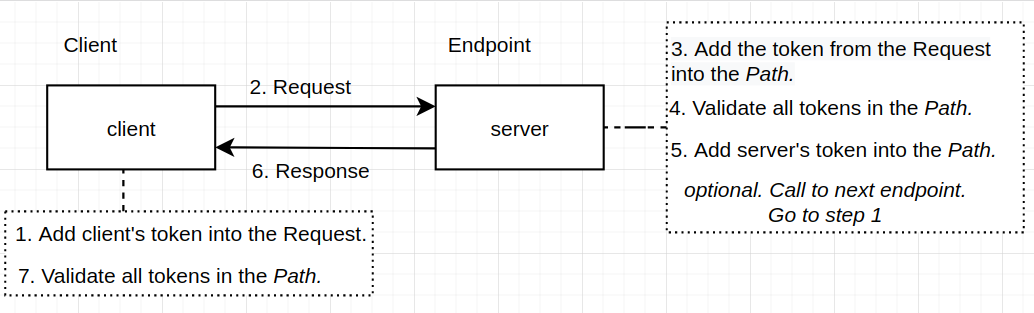 Client
Endpoint
client
2. Request
server
6. Response
1. Add client's token into the Request.
7. Validate all tokens in the Path.
3. Add the token from the Request
into the Path.
4. Validate all tokens in the Path.
5. Add server's token into the Path.
optional. Call to next endpoint.
Go to step 1